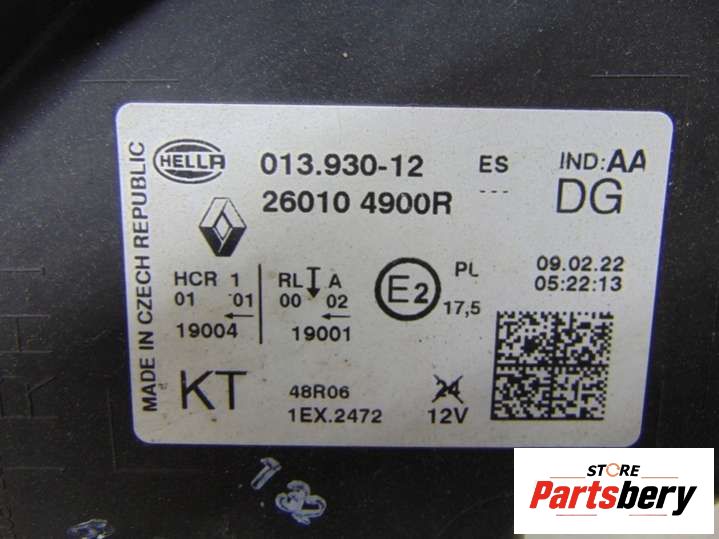 MADE IN CZECH REPUBLIC
HELLA 013.930-12 ES IND:AA
26010 4900R --- DG
HCR 1 RL A E2 PL 09.02.22
01 01 00 02 17,5 05:22:13
19004 19001
KT 48R06 24
1EX.2472 12V
13
STORE
Partsbery